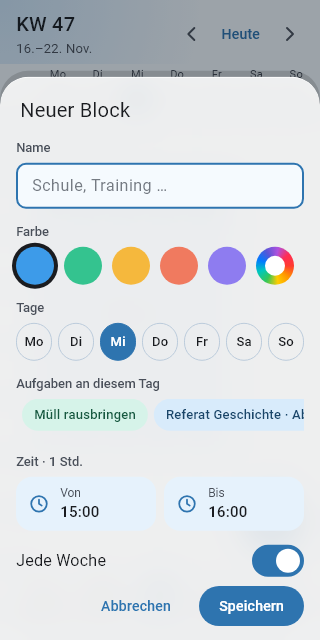 KW 47
16.–22. Nov.
Heute
Mo Di Mi Do Fr Sa So
Neuer Block
Name
Schule, Training …
Farbe
Tage
Mo Di Mi Do Fr Sa So
Aufgaben an diesem Tag
Müll rausbringen
Referat Geschichte · Ab
Zeit · 1 Std.
Von
15:00
Bis
16:00
Jede Woche
Abbrechen
Speichern